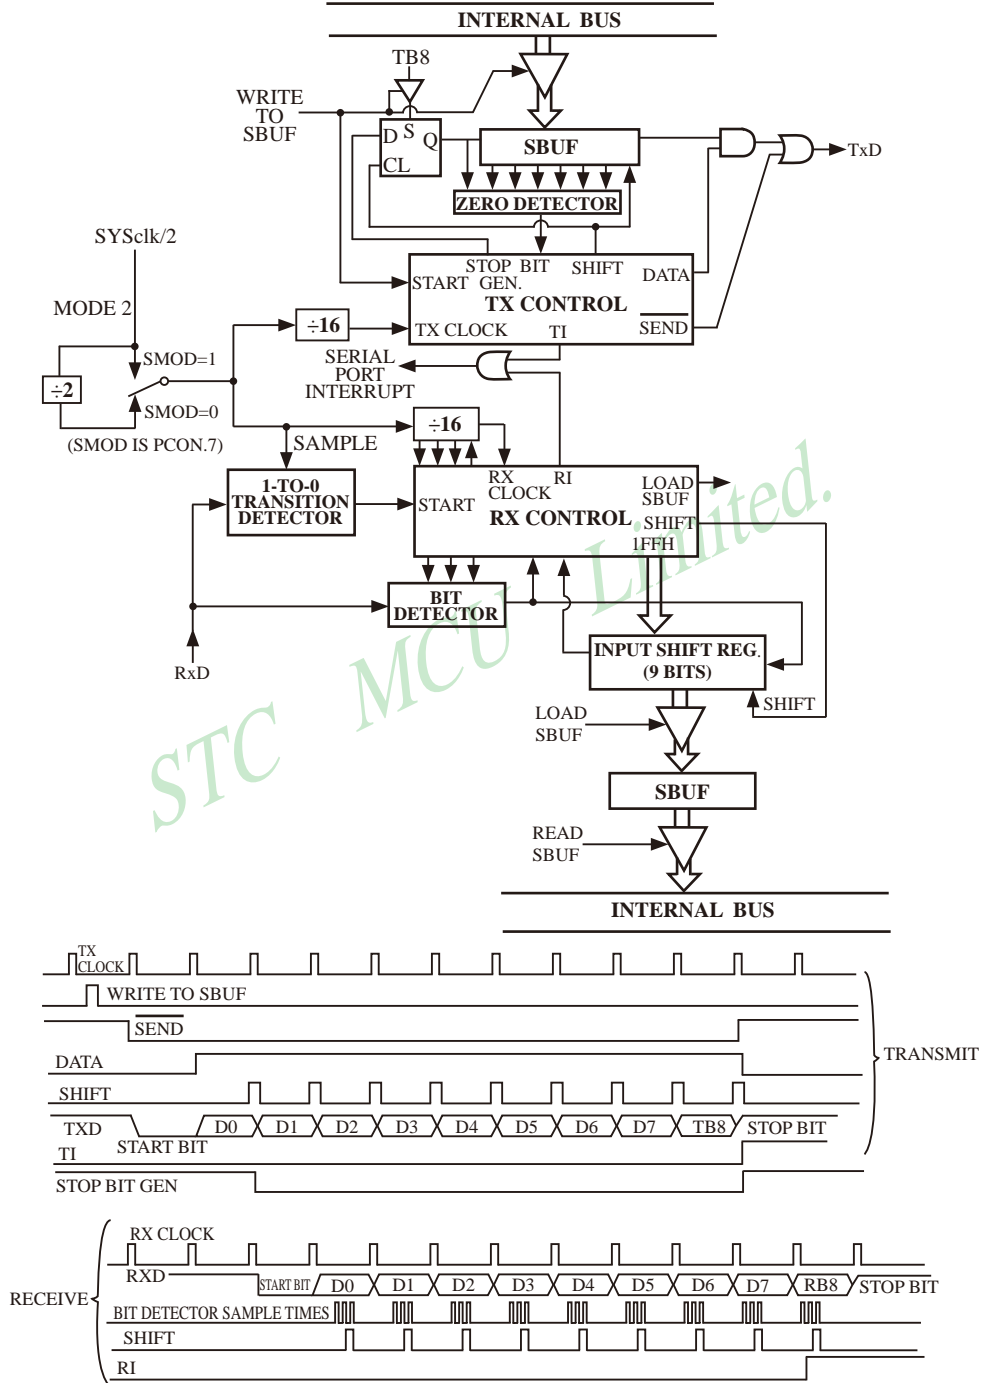 INTERNAL BUS
TB8
WRITE
TO
SBUF
D S Q
CL
SBUF
TxD
ZERO DETECTOR
SYSclk/2
STOP BIT
GEN.
SHIFT
DATA
START
TX CONTROL
MODE 2
÷16
TX CLOCK
TI
SEND
SERIAL
PORT
INTERRUPT
SMOD=1
÷2
SMOD=0
(SMOD IS PCON.7)
SAMPLE
÷16
1-TO-0
TRANSITION
DETECTOR
START
RX
CLOCK
RI
LOAD
SBUF
RX CONTROL
SHIFT
1FFH
BIT
DETECTOR
RxD
INPUT SHIFT REG.
(9 BITS)
SHIFT
LOAD
SBUF
SBUF
READ
SBUF
INTERNAL BUS
STC MCU Limited.
TX
CLOCK
WRITE TO SBUF
SEND
DATA
TRANSMIT
SHIFT
TXD
START BIT
D0 D1 D2 D3 D4 D5 D6 D7 TB8 STOP BIT
TI
STOP BIT GEN
RX CLOCK
RXD
START BIT D0 D1 D2 D3 D4 D5 D6 D7 RB8 STOP BIT
RECEIVE
BIT DETECTOR SAMPLE TIMES
SHIFT
RI